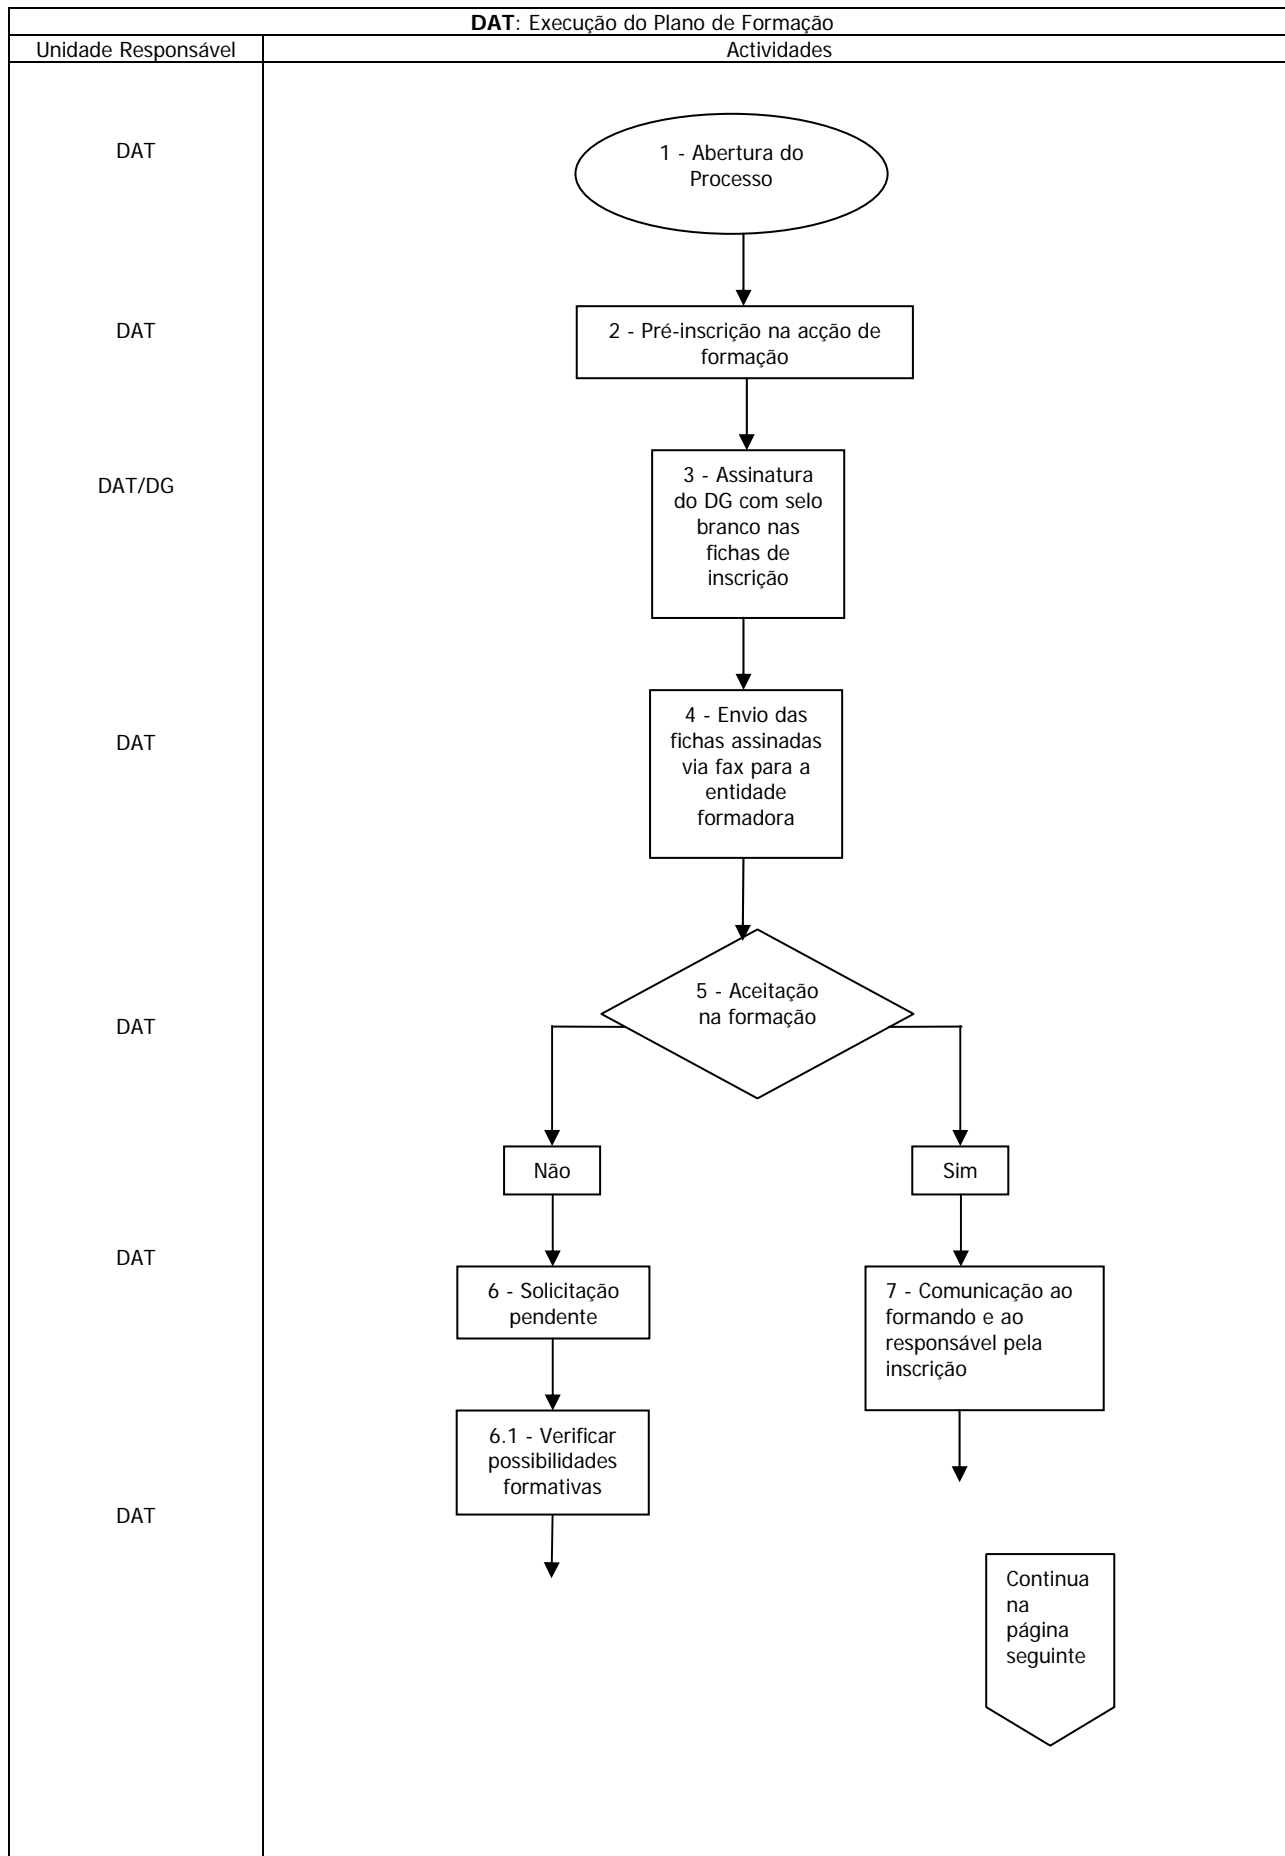 DAT: Execução do Plano de Formação
Unidade Responsável
Actividades
DAT
1 - Abertura do
Processo
DAT
2 - Pré-inscrição na acção de
formação
DAT/DG
3 - Assinatura
do DG com selo
branco nas
fichas de
inscrição
DAT
4 - Envio das
fichas assinadas
via fax para a
entidade
formadora
DAT
5 - Aceitação
na formação
Não
Sim
DAT
6 - Solicitação
pendente
7 - Comunicação ao
formando e ao
responsável pela
inscrição
DAT
6.1 - Verificar
possibilidades
formativas
Continua
na
página
seguinte